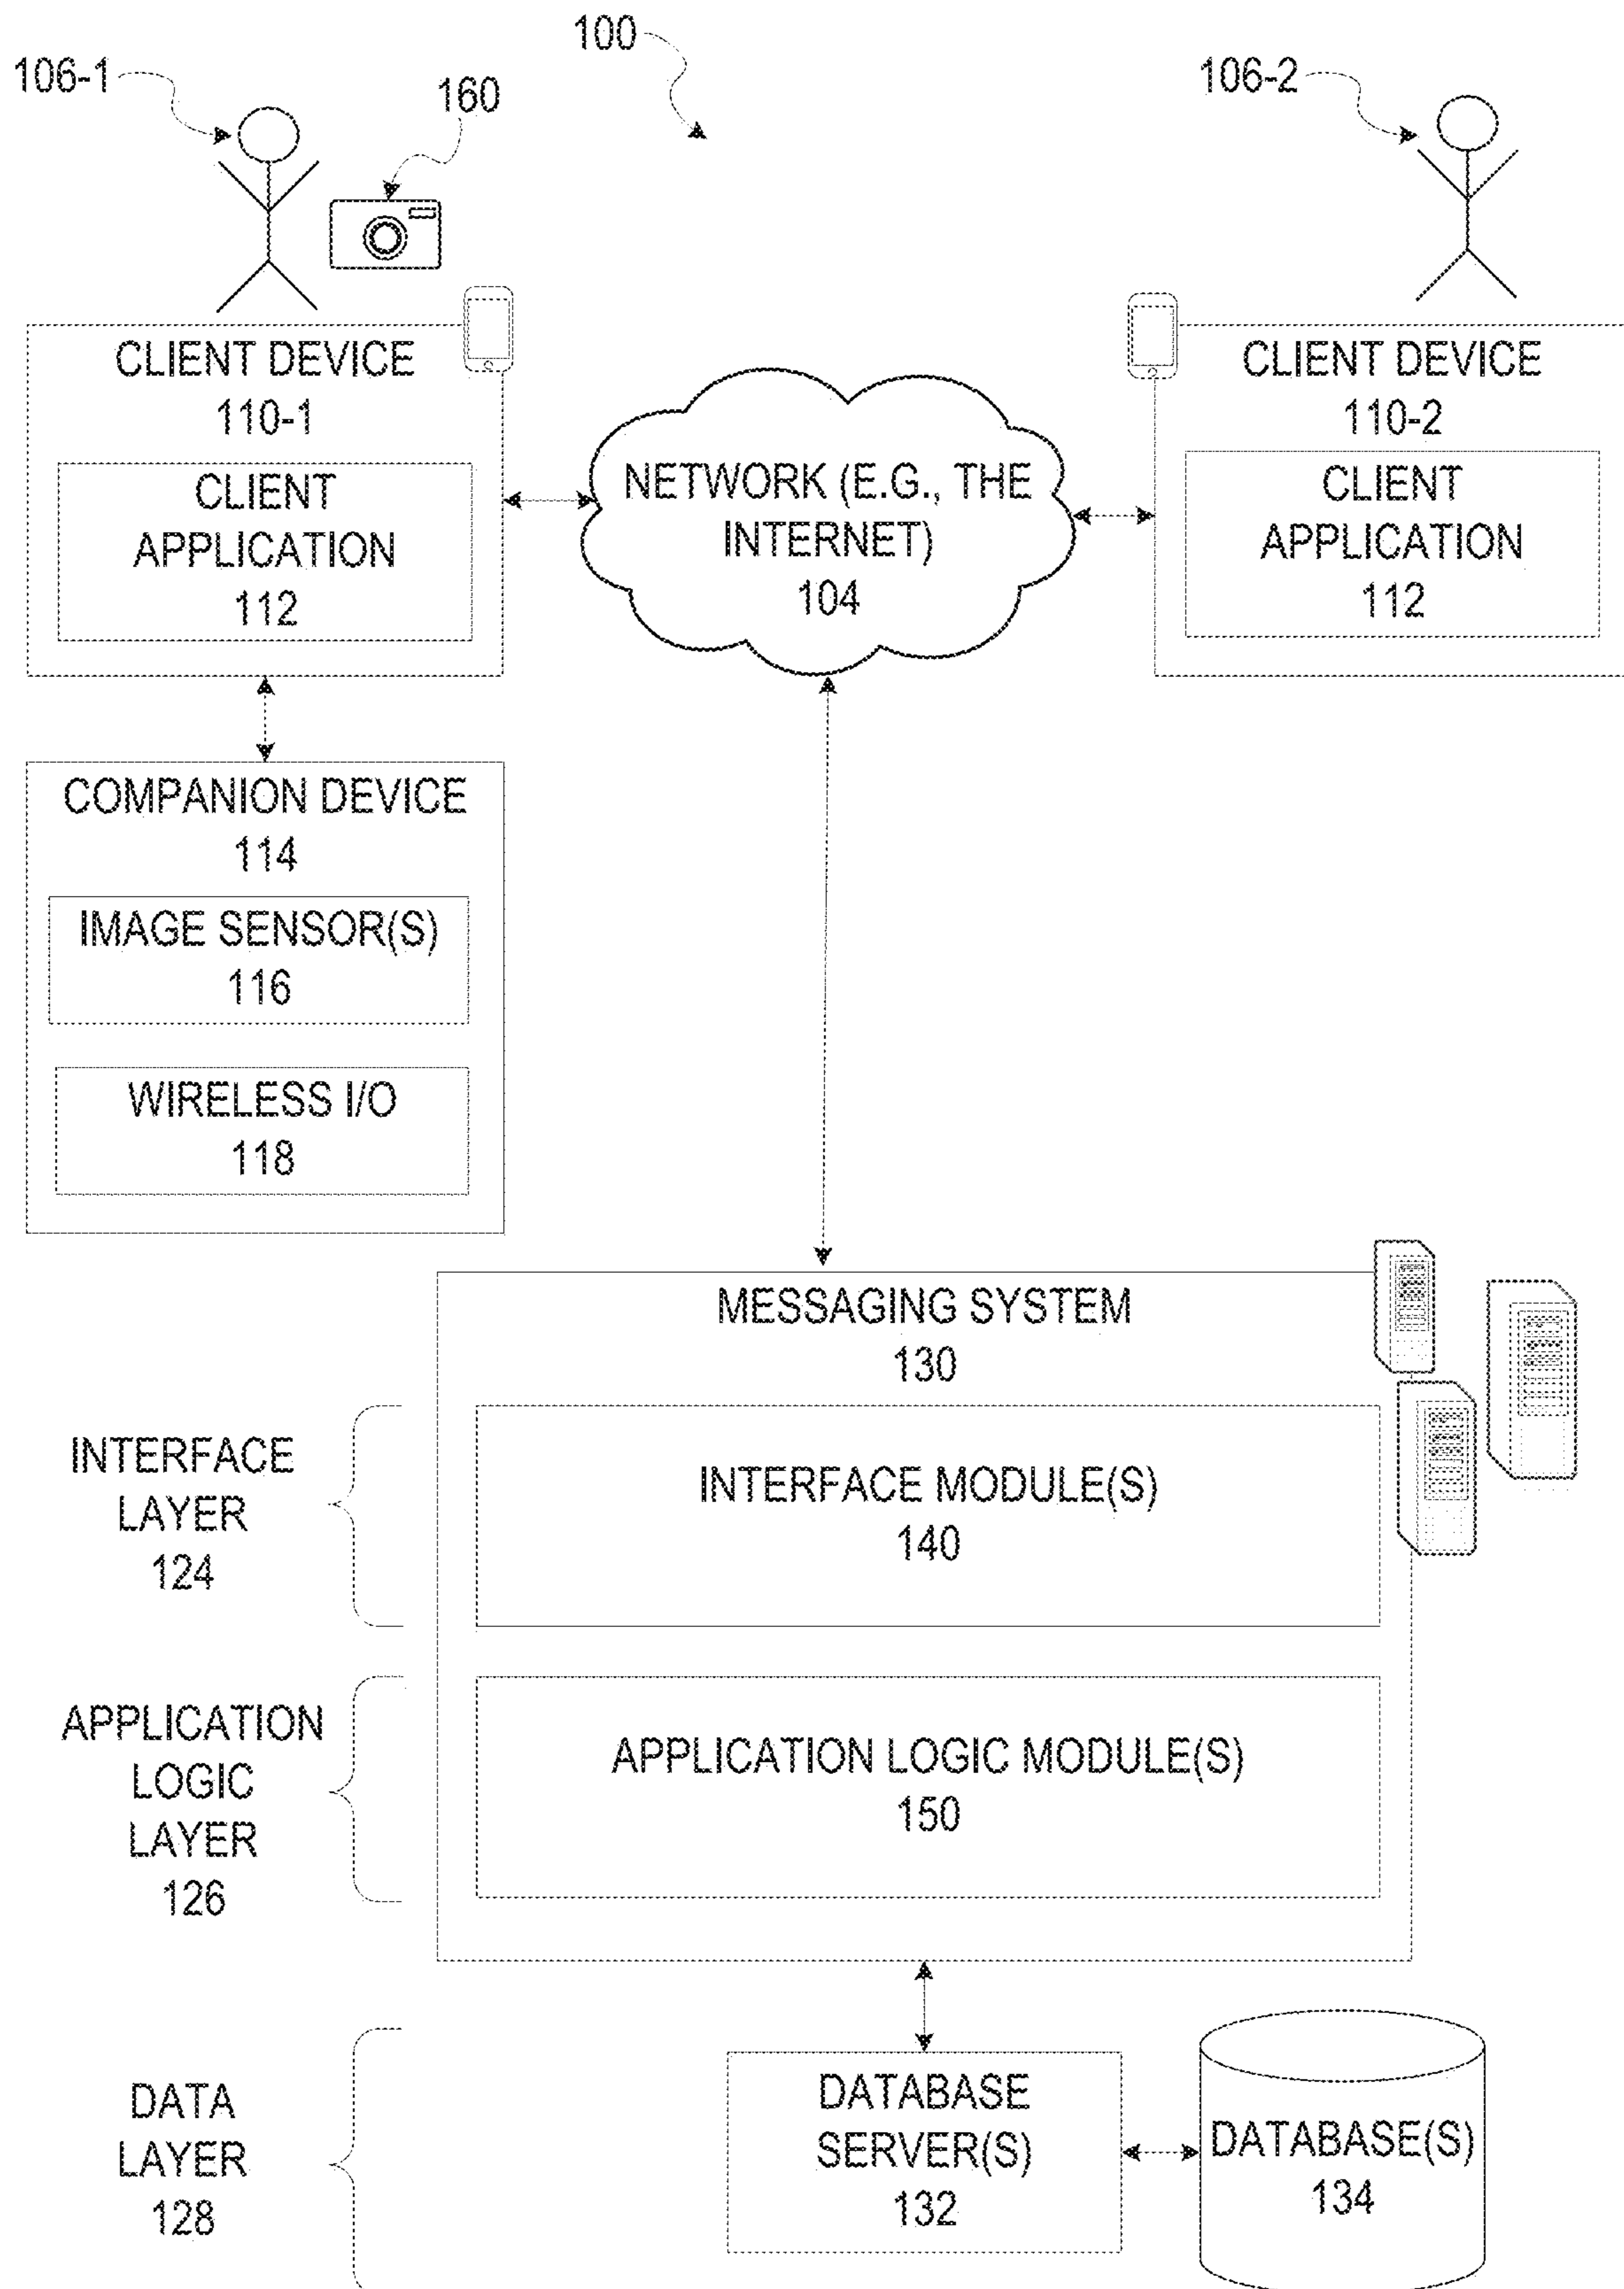 100
106-1
160
106-2
CLIENT DEVICE
110-1
CLIENT
APPLICATION
112
NETWORK (E.G., THE
INTERNET)
104
CLIENT DEVICE
110-2
CLIENT
APPLICATION
112
COMPANION DEVICE
114
IMAGE SENSOR(S)
116
WIRELESS I/O
118
MESSAGING SYSTEM
130
INTERFACE
LAYER
124
INTERFACE MODULE(S)
140
APPLICATION
LOGIC
LAYER
126
APPLICATION LOGIC MODULE(S)
150
DATA
LAYER
128
DATABASE
SERVER(S)
132
DATABASE(S)
134